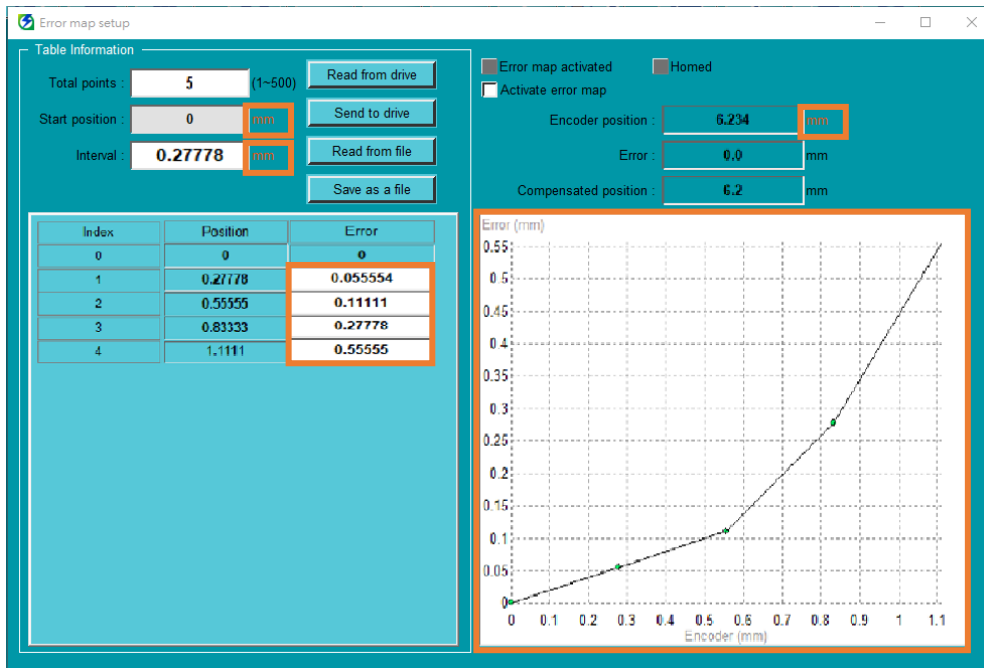 Error map setup
Table Information
Total points : 5 (1~500)
Read from drive
Start position : 0 mm
Send to drive
Interval : 0.27778 mm
Read from file
Save as a file
Error map activated Homed
Activate error map
Encoder position : 6.234 mm
Error : 0.0 mm
Compensated position : 6.2 mm
Index Position Error
0 0 0
1 0.27778 0.055554
2 0.55555 0.11111
3 0.83333 0.27778
4 1.1111 0.55555
Error (mm)
0.55
0.5
0.45
0.4
0.35
0.3
0.25
0.2
0.15
0.1
0.05
0
0 0.1 0.2 0.3 0.4 0.5 0.6 0.7 0.8 0.9 1 1.1
Encoder (mm)